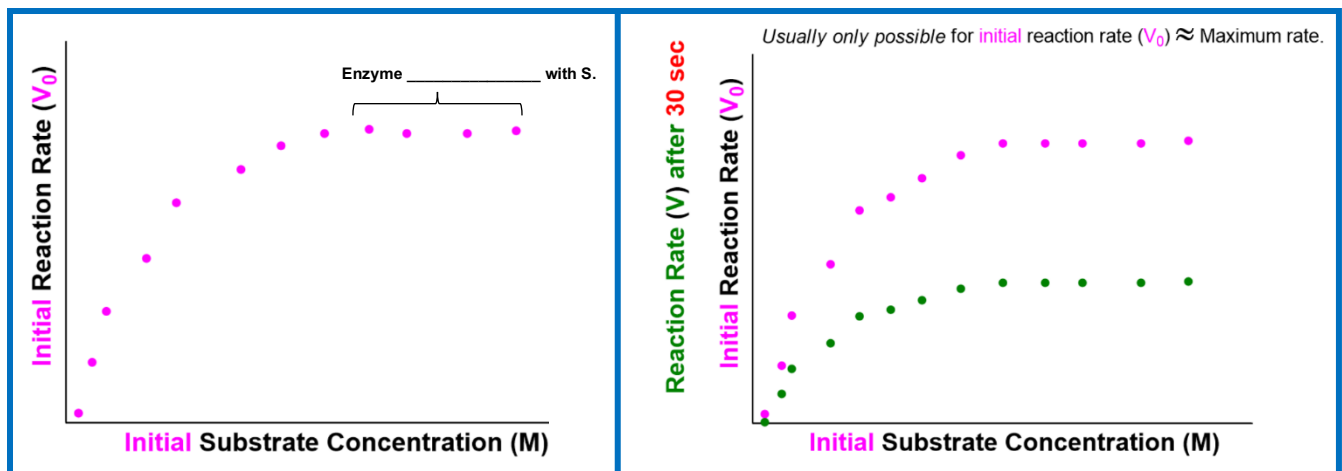 Initial Reaction Rate (V0)
Enzyme ________________ with S.
Initial Substrate Concentration (M)
Usually only possible for initial reaction rate (V0) ≈ Maximum rate.
Reaction Rate (V) after 30 sec
Initial Reaction Rate (V0)
Initial Substrate Concentration (M)